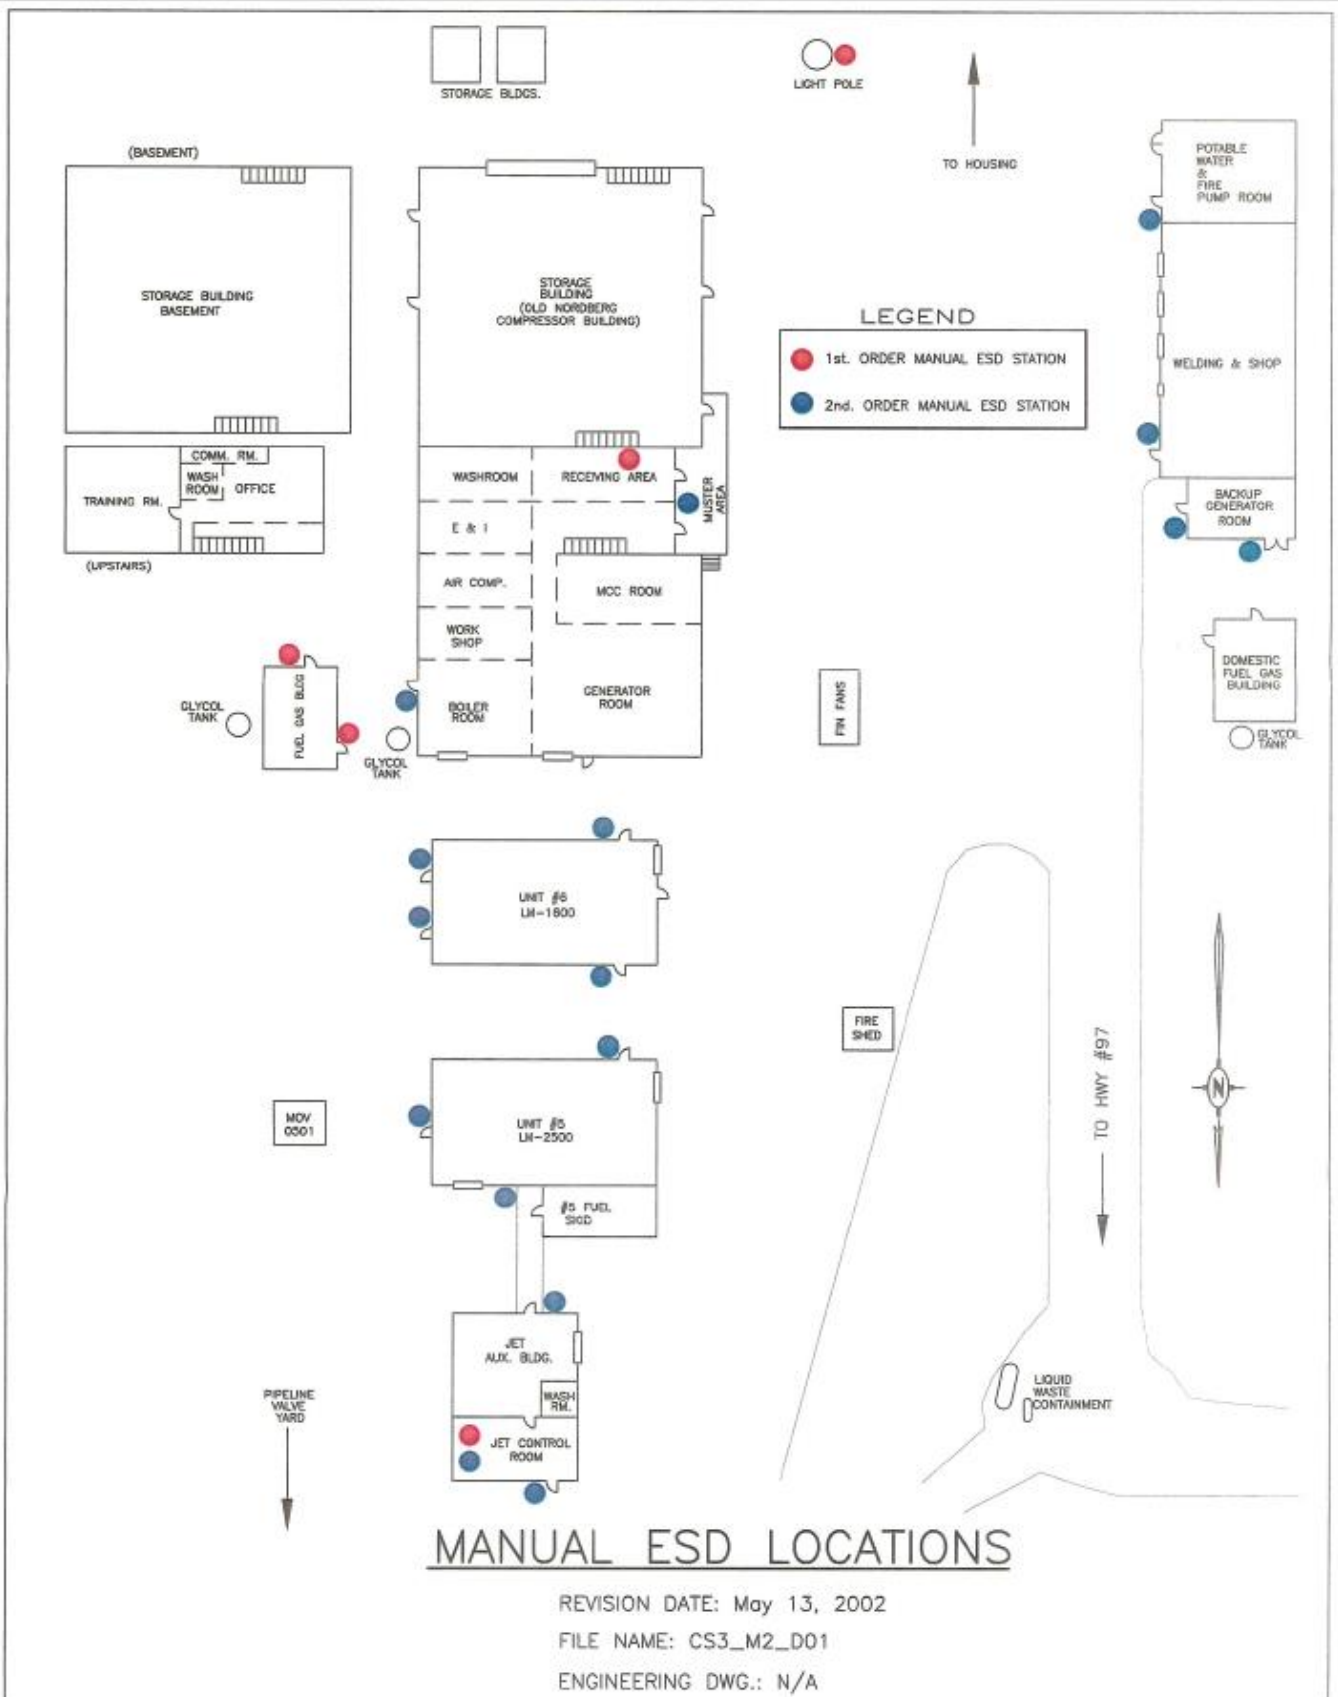 STORAGE BLDGS.
LIGHT POLE
TO HOUSING
(BASEMENT)
STORAGE BUILDING
BASEMENT
STORAGE
BUILDING
(OLD NORDBERG
COMPRESSOR BUILDING)
POTABLE
WATER
&
FIRE
PUMP ROOM
LEGEND
1st. ORDER MANUAL ESD STATION
2nd. ORDER MANUAL ESD STATION
WELDING & SHOP
COMM. RM.
WASH
ROOM
OFFICE
TRAINING RM.
(UPSTAIRS)
WASHROOM
RECEIVING AREA
MUSTER
AREA
E & I
AIR COMP.
MCC ROOM
WORK
SHOP
BOILER
ROOM
GENERATOR
ROOM
BACKUP
GENERATOR
ROOM
DOMESTIC
FUEL GAS
BUILDING
GLYCOL
TANK
GLYCOL
TANK
FUEL GAS BLDG
GLYCOL
TANK
FIN FANS
UNIT #6
LM-1600
FIRE
SHED
TO HWY #97
N
MOV
0501
UNIT #5
LM-2500
#5 FUEL
SKID
JET
AUX. BLDG.
WASH
RM.
JET CONTROL
ROOM
PIPELINE
VALVE
YARD
LIQUID
WASTE
CONTAINMENT
MANUAL ESD LOCATIONS
REVISION DATE: May 13, 2002
FILE NAME: CS3_M2_D01
ENGINEERING DWG.: N/A